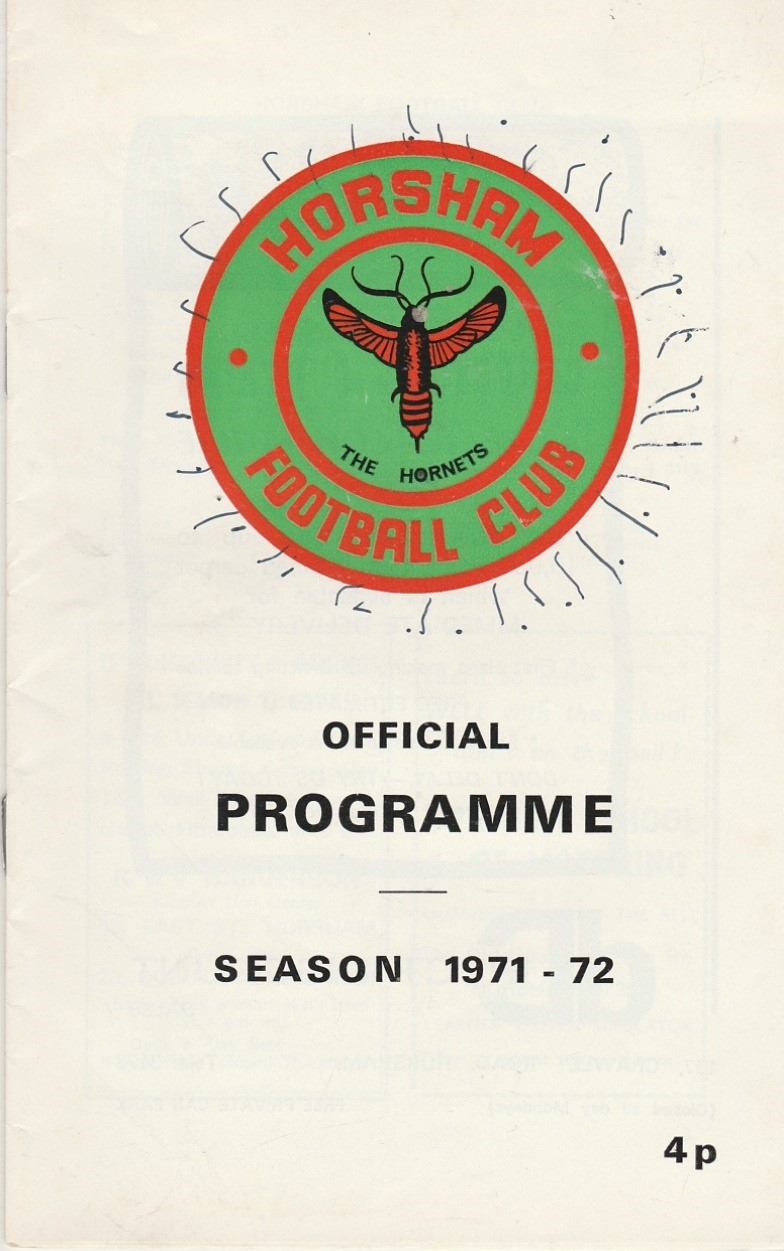 HORSHAM
THE HORNETS
FOOTBALL CLUB
OFFICIAL
PROGRAMME
SEASON 1971 - 72
4p